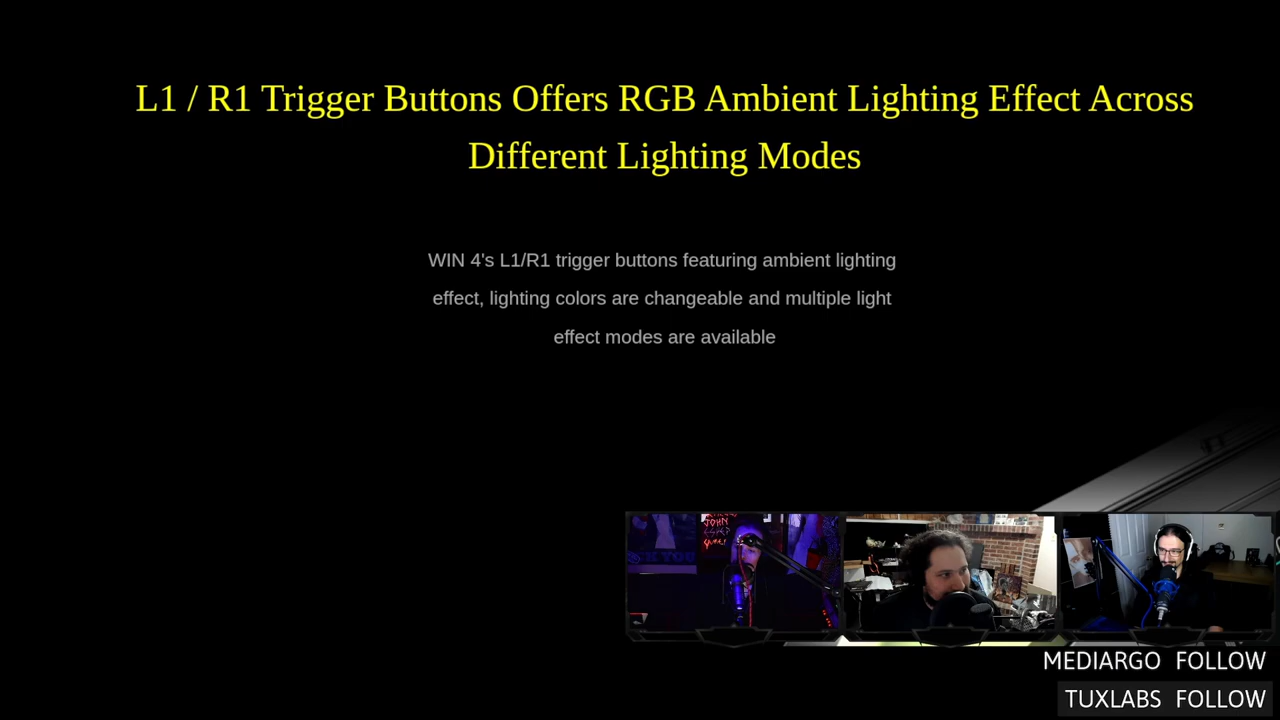 L1 / R1 Trigger Buttons Offers RGB Ambient Lighting Effect Across
Different Lighting Modes
WIN 4's L1/R1 trigger buttons featuring ambient lighting
effect, lighting colors are changeable and multiple light
effect modes are available
JOHN
MEDIARGO FOLLOW
TUXLABS FOLLOW